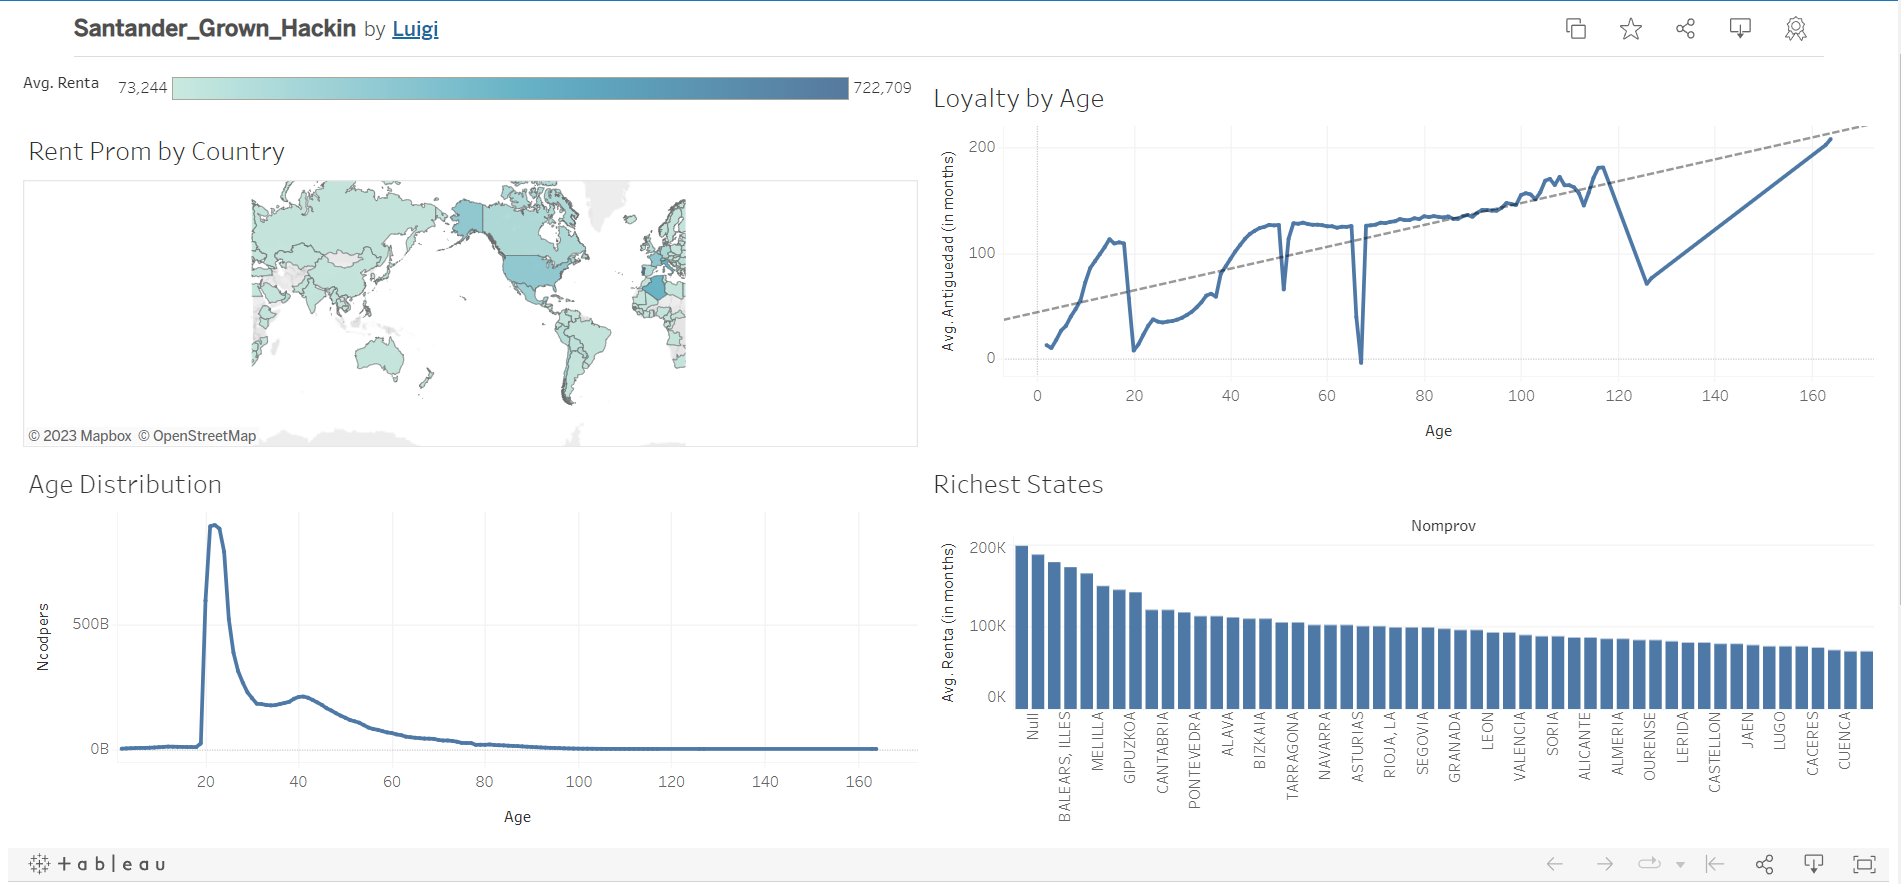 Santander_Grown_Hackin by Luigi
Avg. Renta 73,244 722,709
Rent Prom by Country
© 2023 Mapbox © OpenStreetMap
Loyalty by Age
Avg. Antiguedad (in months)
200
100
0
0 20 40 60 80 100 120 140 160
Age
Age Distribution
Ncodpers
500B
0B
20 40 60 80 100 120 140 160
Age
Richest States
Nomprov
Avg. Renta (in months)
200K
100K
0K
Null
BALEARS, ILLES
MELILLA
GIPUZKOA
CANTABRIA
PONTEVEDRA
ALAVA
BIZKAIA
TARRAGONA
NAVARRA
ASTURIAS
RIOJA, LA
SEGOVIA
GRANADA
LEON
VALENCIA
SORIA
ALICANTE
ALMERIA
OURENSE
LERIDA
CASTELLON
JAEN
LUGO
CACERES
CUENCA
tableau